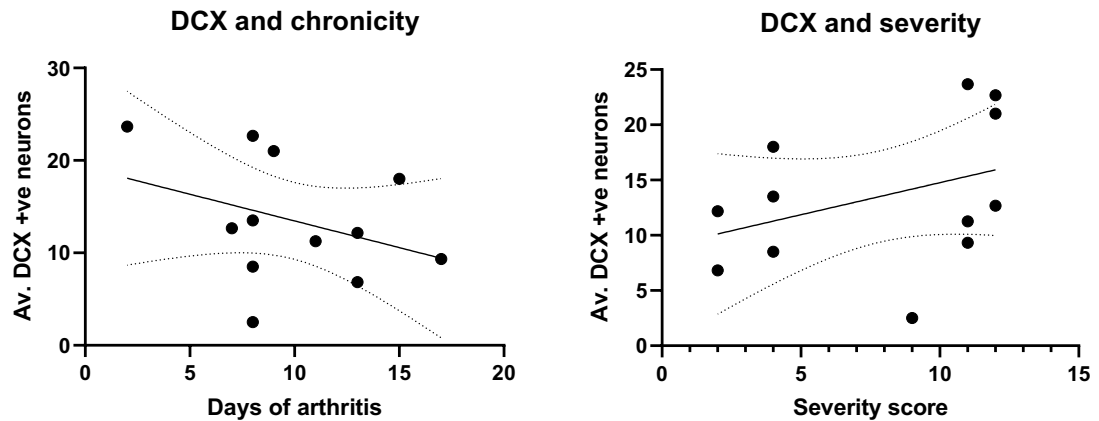 DCX and chronicity
30
20
10
0
Av. DCX +ve neurons
0 5 10 15 20
Days of arthritis
DCX and severity
25
20
15
10
5
0
Av. DCX +ve neurons
0 5 10 15
Severity score